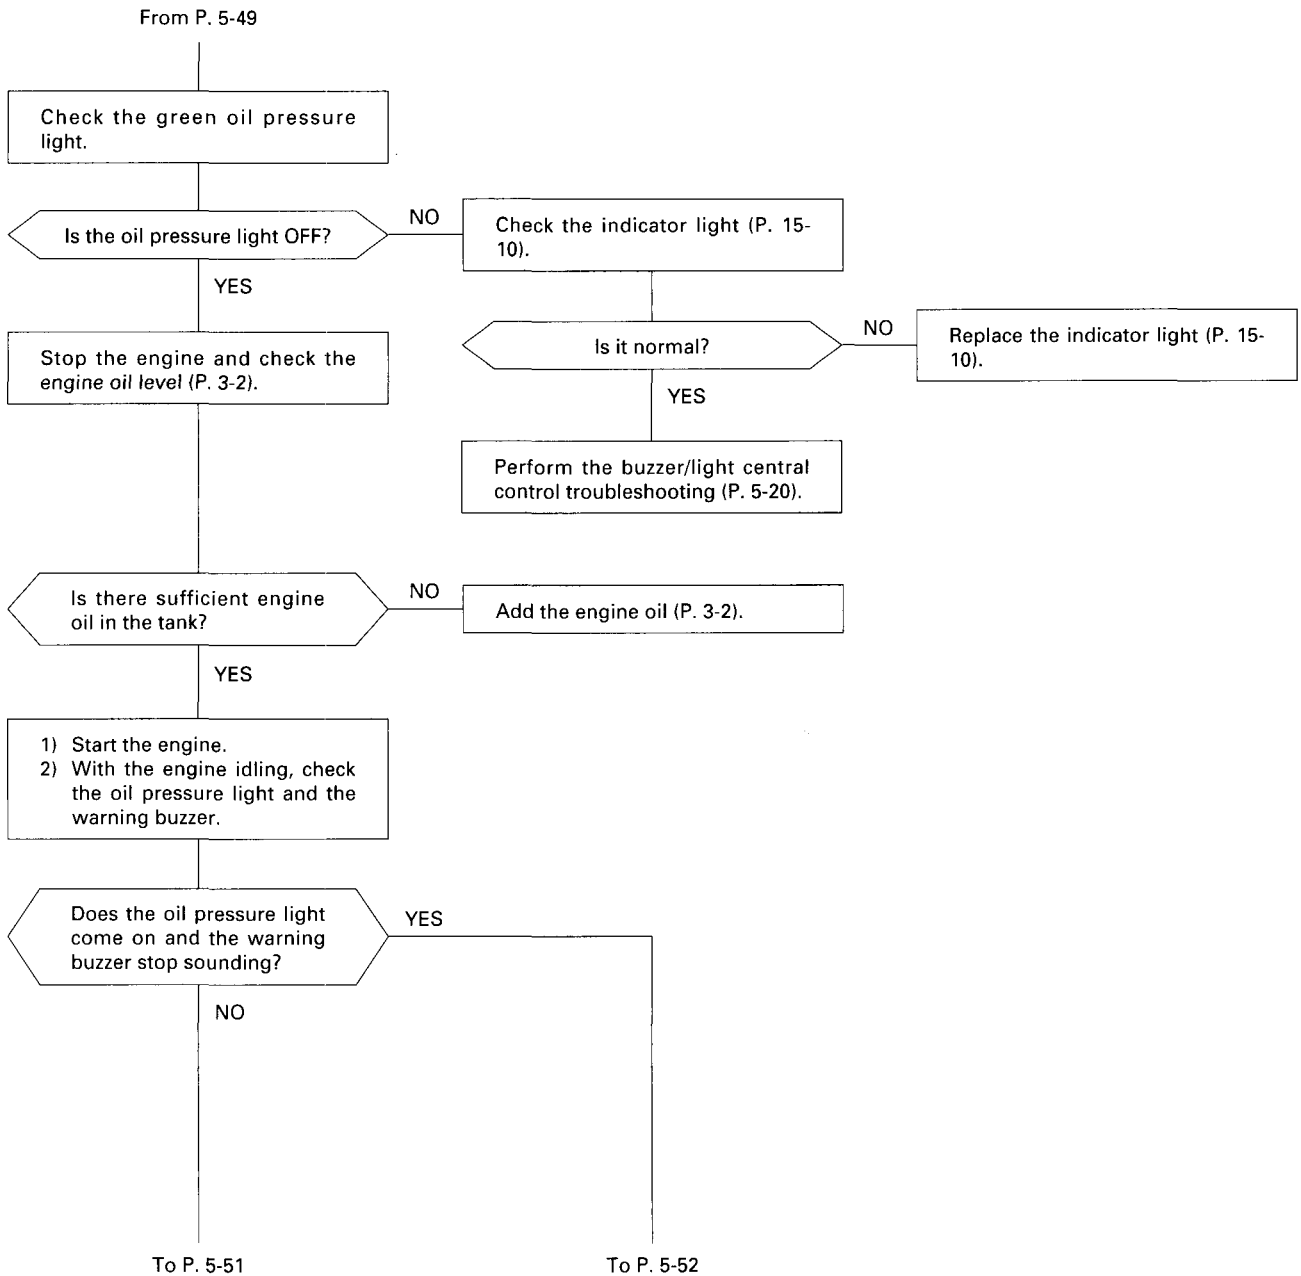 From P. 5-49
Check the green oil pressure
light.
Is the oil pressure light OFF?
NO
Check the indicator light (P. 15-
10).
YES
Stop the engine and check the
engine oil level (P. 3-2).
Is it normal?
NO
Replace the indicator light (P. 15-
10).
YES
Perform the buzzer/light central
control troubleshooting (P. 5-20).
Is there sufficient engine
oil in the tank?
NO
Add the engine oil (P. 3-2).
YES
1) Start the engine.
2) With the engine idling, check
the oil pressure light and the
warning buzzer.
Does the oil pressure light
come on and the warning
buzzer stop sounding?
YES
NO
To P. 5-51
To P. 5-52